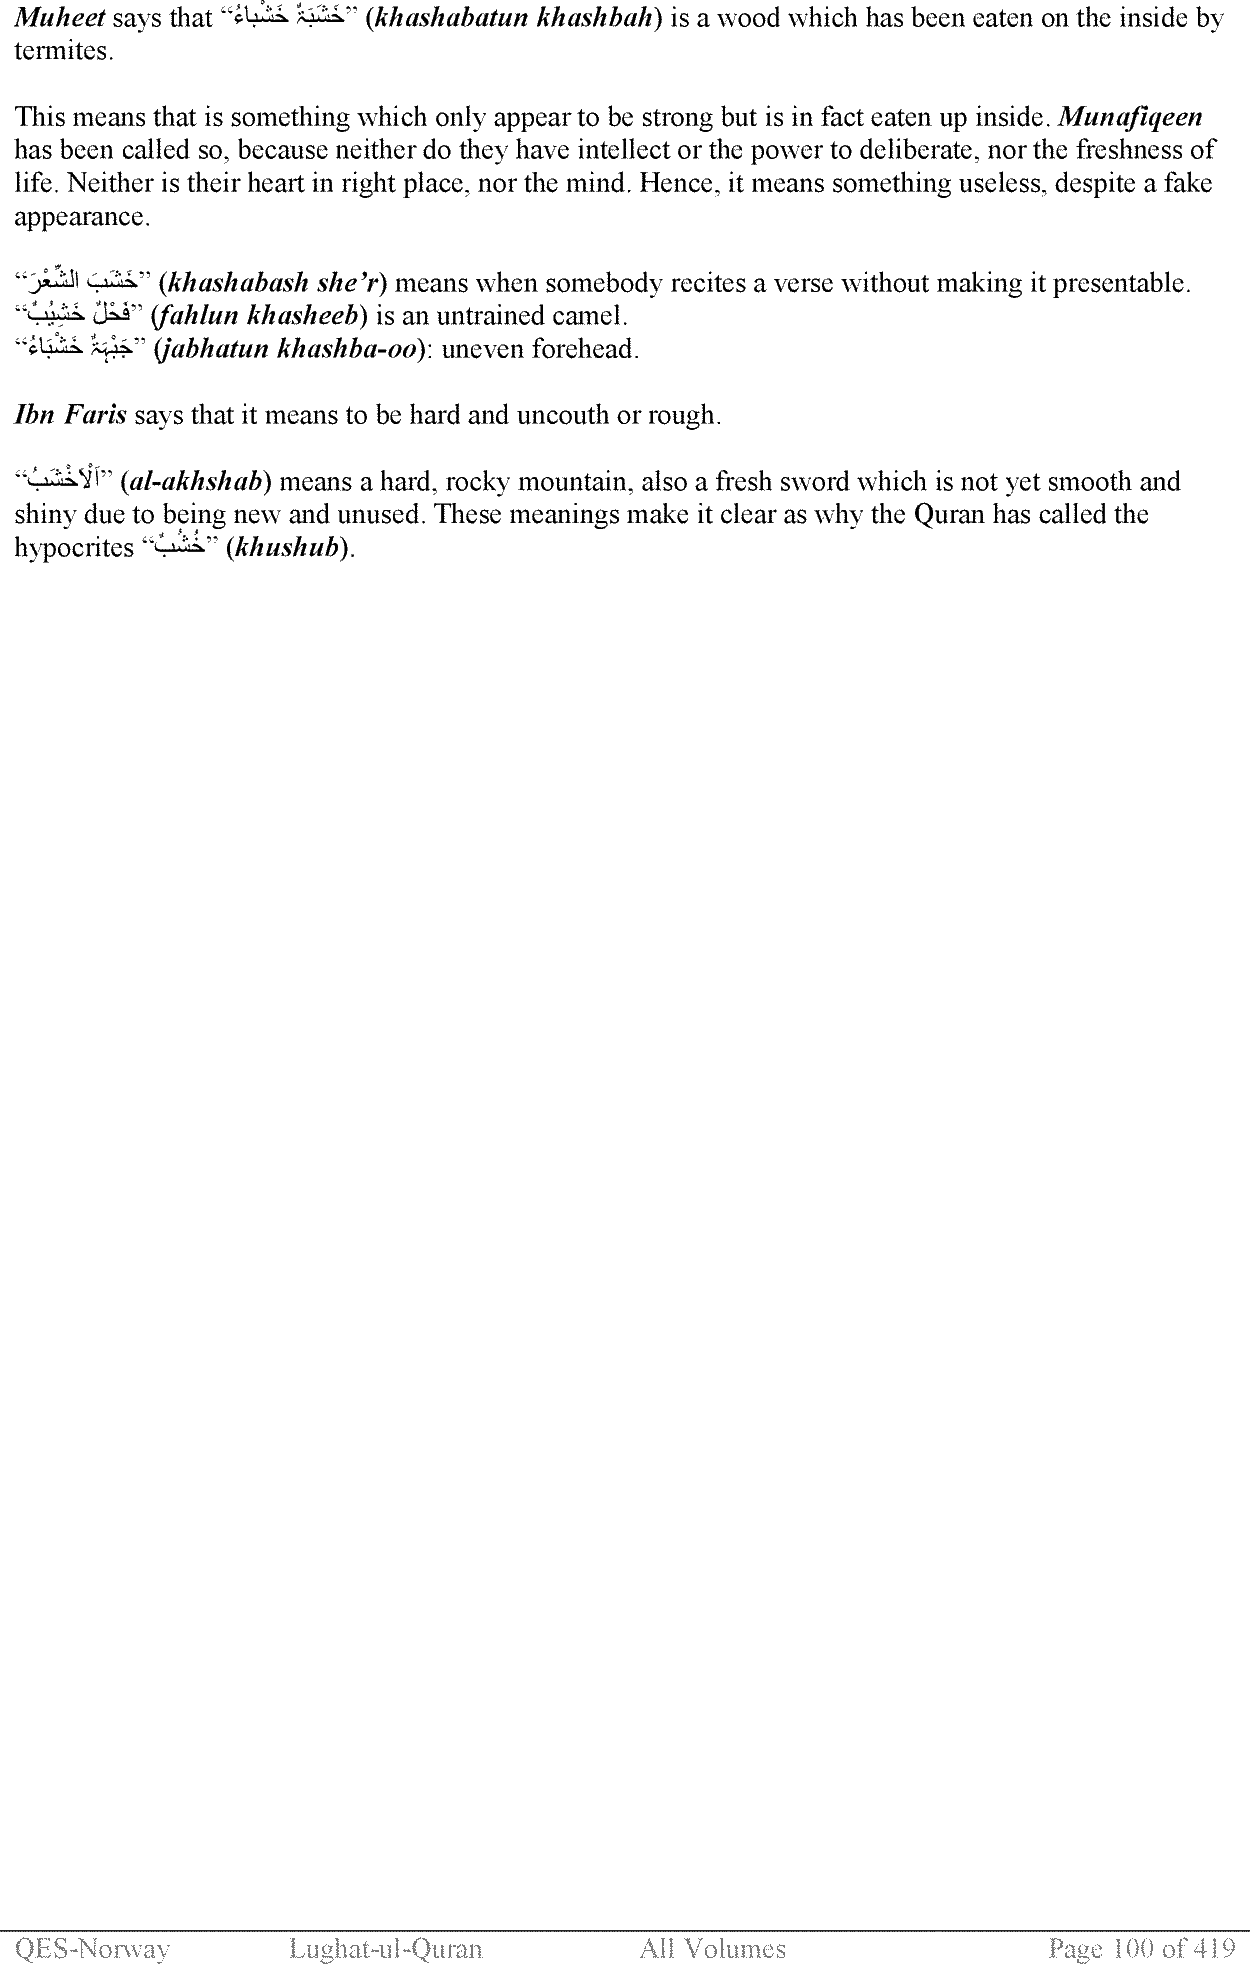 Muheet says that “خَشَبَۃٌ خَشْبَاءُ” (khashabatun khashbah) is a wood which has been eaten on the inside by
termites.
This means that is something which only appear to be strong but is in fact eaten up inside. Munafiqeen
has been called so, because neither do they have intellect or the power to deliberate, nor the freshness of
life. Neither is their heart in right place, nor the mind. Hence, it means something useless, despite a fake
appearance.
“خَشَبَ الشِّعْرَ” (khashabash she’r) means when somebody recites a verse without making it presentable.
“فَحْلٌ خَشِيْبٌ” (fahlun khasheeb) is an untrained camel.
“جَبْہَۃٌ خَشْبَاءُ” (jabhatun khashba-oo): uneven forehead.
Ibn Faris says that it means to be hard and uncouth or rough.
“اَلْاَخْشَبُ” (al-akhshab) means a hard, rocky mountain, also a fresh sword which is not yet smooth and
shiny due to being new and unused. These meanings make it clear as why the Quran has called the
hypocrites “خُشُبٌ” (khushub).
QES-Norway Lughat-ul-Quran All Volumes Page 100 of 419